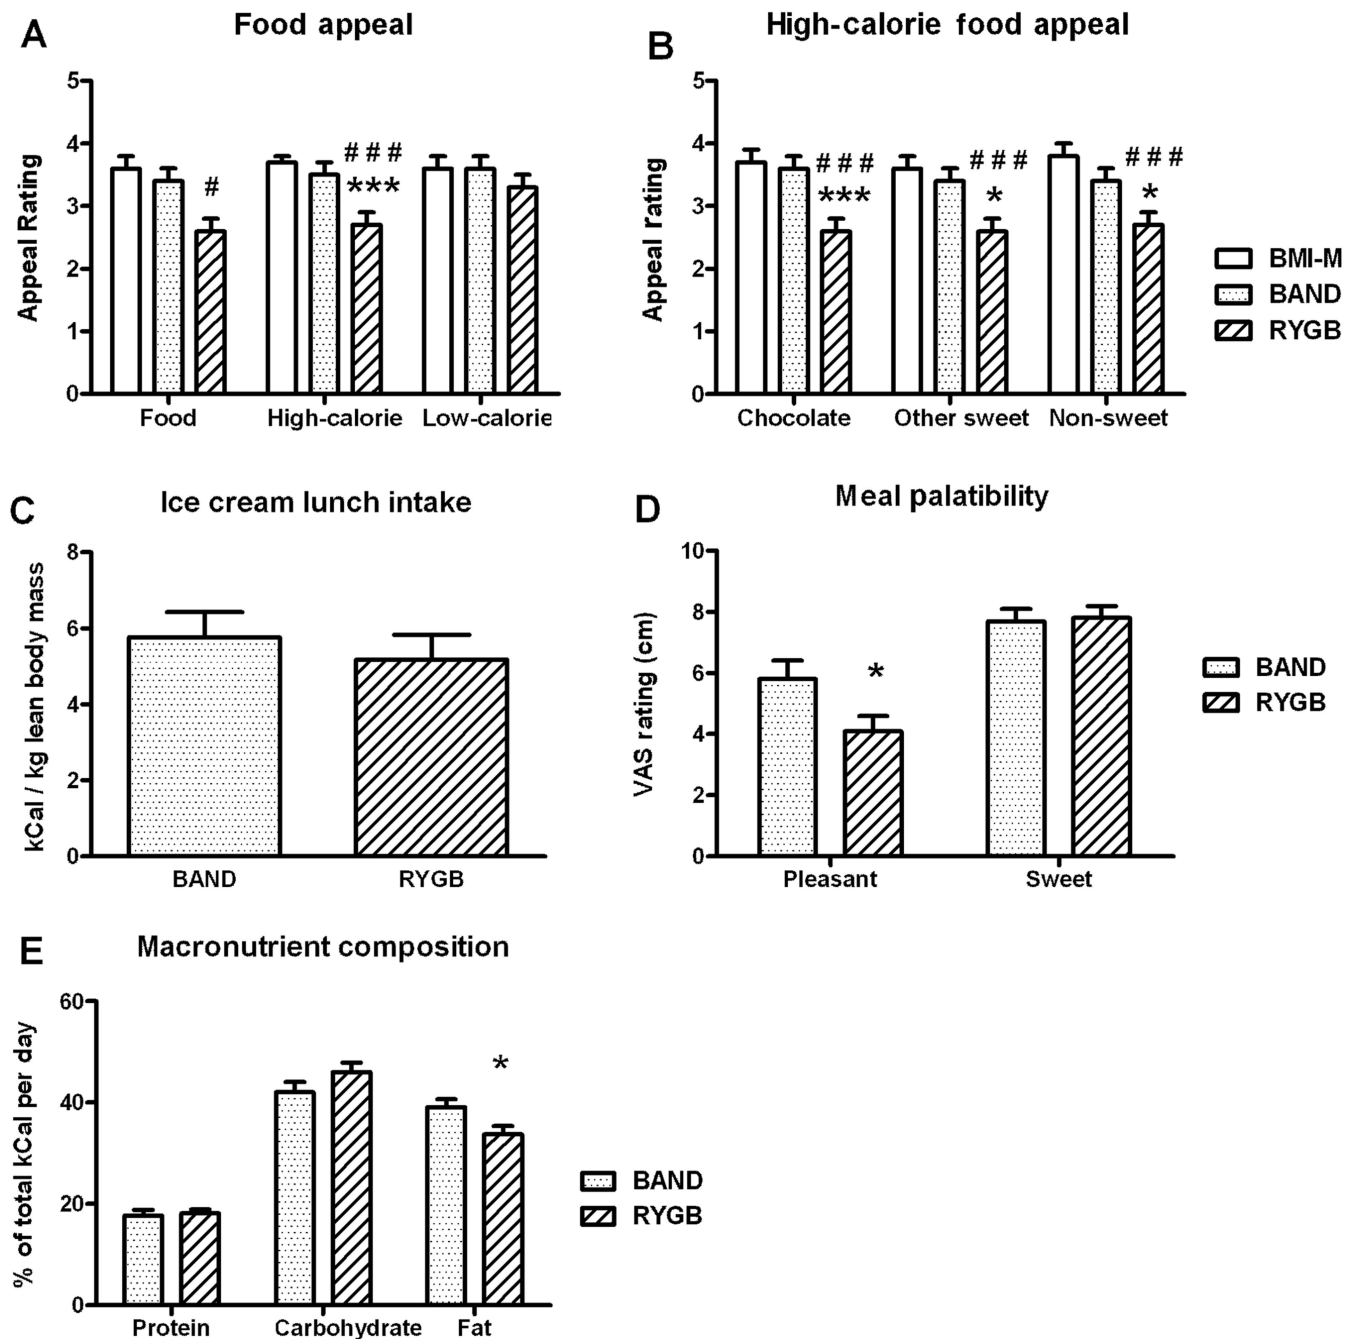 A
Food appeal
Appeal Rating
5
4
3
2
1
0
#
###
***
Food
High-calorie
Low-calorie
B
High-calorie food appeal
Appeal rating
5
4
3
2
1
0
###
***
###
*
###
*
Chocolate
Other sweet
Non-sweet
BMI-M
BAND
RYGB
C
Ice cream lunch intake
kCal / kg lean body mass
8
6
4
2
0
BAND
RYGB
D
Meal palatibility
VAS rating (cm)
10
8
6
4
2
0
*
Pleasant
Sweet
BAND
RYGB
E
Macronutrient composition
% of total kCal per day
60
40
20
0
*
Protein
Carbohydrate
Fat
BAND
RYGB